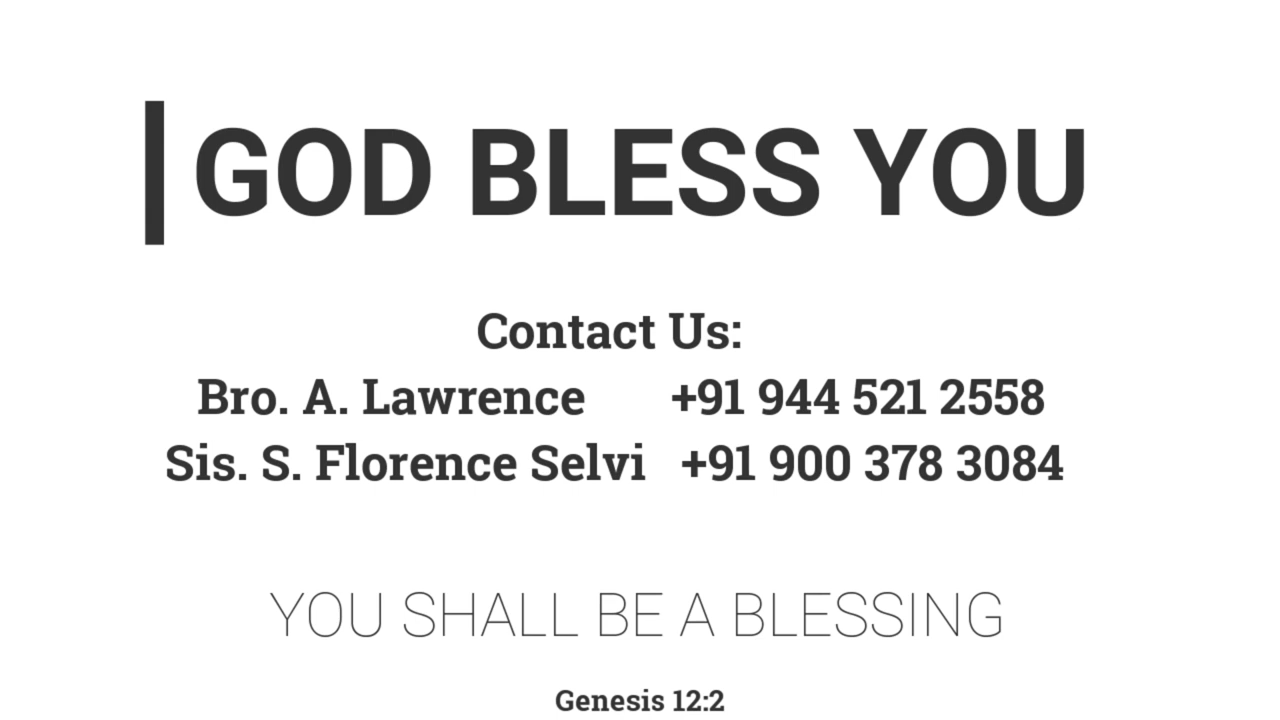 GOD BLESS YOU
Contact Us:
Bro. A. Lawrence +91 944 521 2558
Sis. S. Florence Selvi +91 900 378 3084
YOU SHALL BE A BLESSING
Genesis 12:2